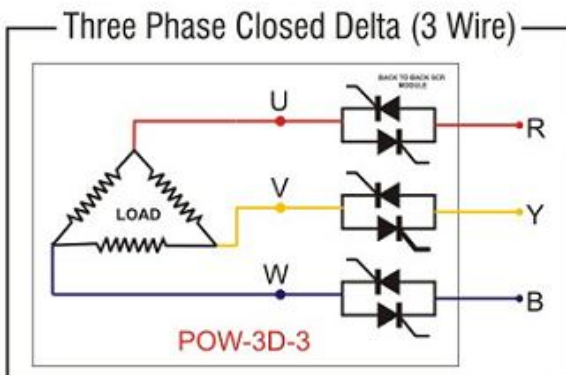 Three Phase Closed Delta (3 Wire)
BACK TO BACK SCR
MODULE
U
R
LOAD
V
Y
W
B
POW-3D-3